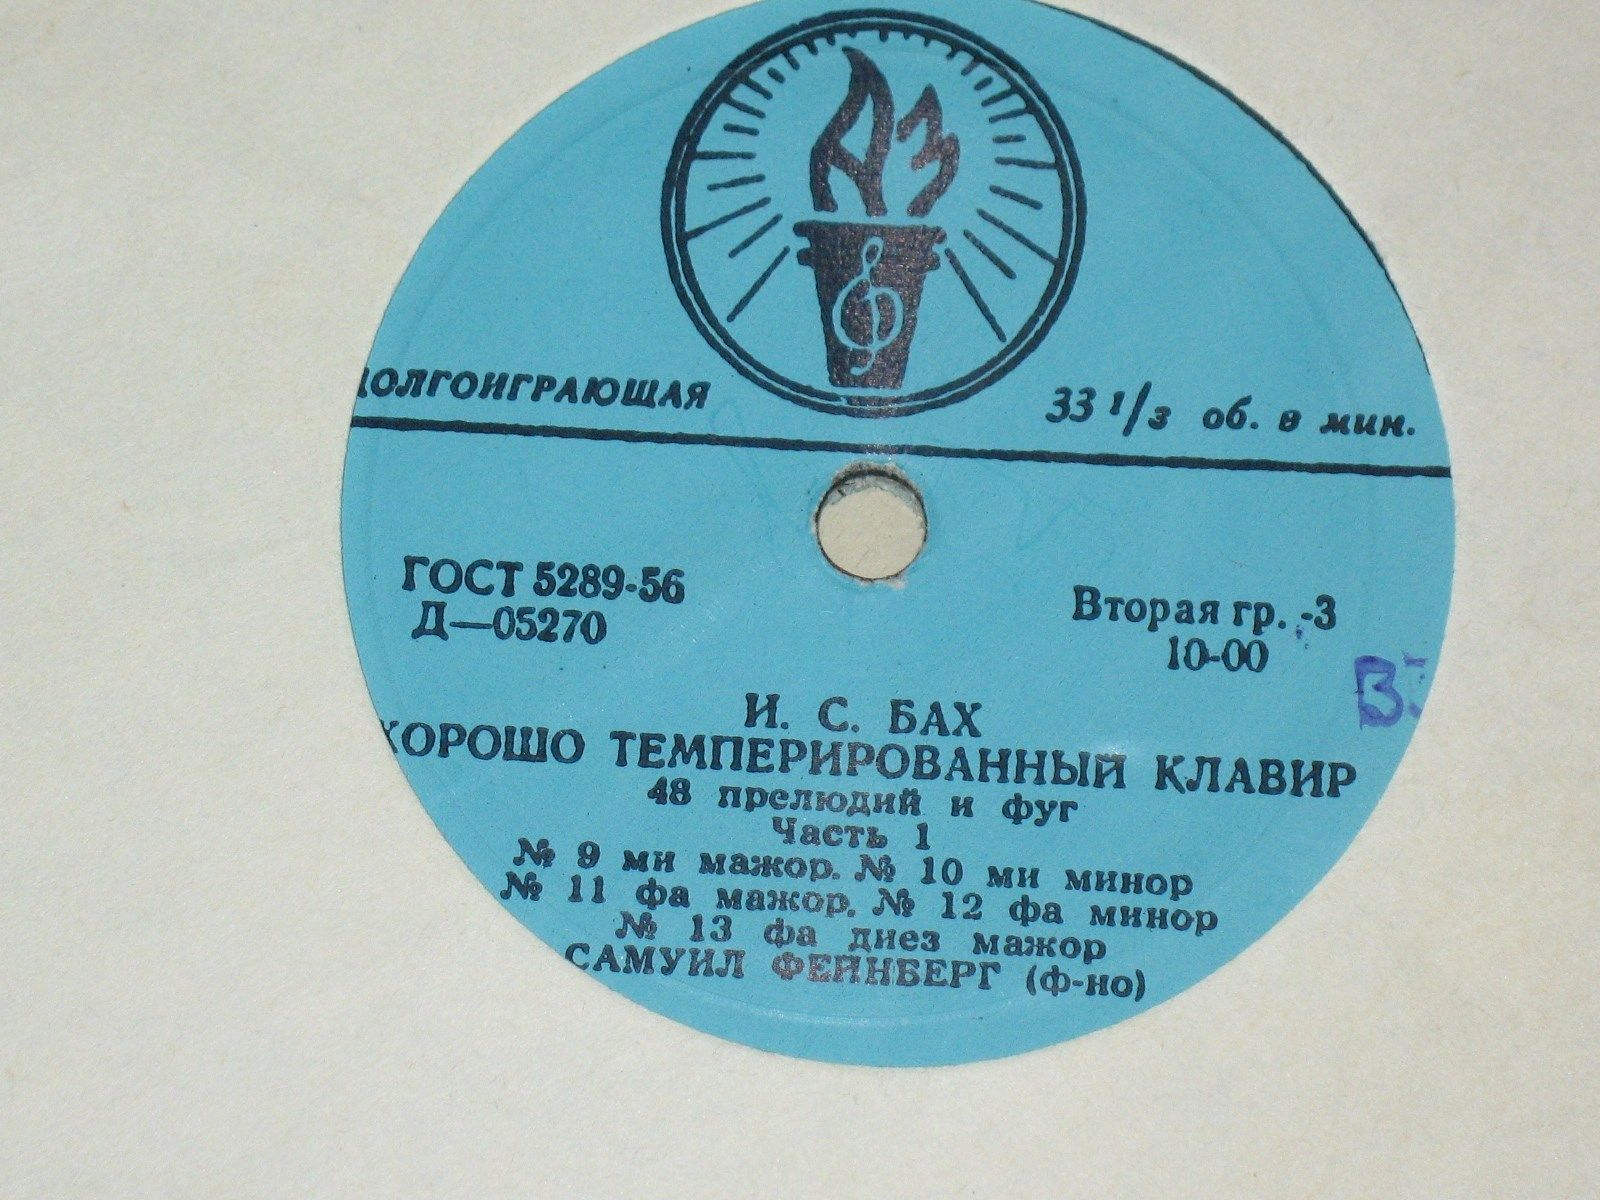 АЗ
ДОЛГОИГРАЮЩАЯ
33 1/3 об. в мин.
ГОСТ 5289-56
Д—05270
Вторая гр. -3
10-00
И. С. БАХ
ХОРОШО ТЕМПЕРИРОВАННЫЙ КЛАВИР
48 прелюдий и фуг
Часть 1
№ 9 ми мажор. № 10 ми минор
№ 11 фа мажор. № 12 фа минор
№ 13 фа диез мажор
САМУИЛ ФЕЙНБЕРГ (ф-но)